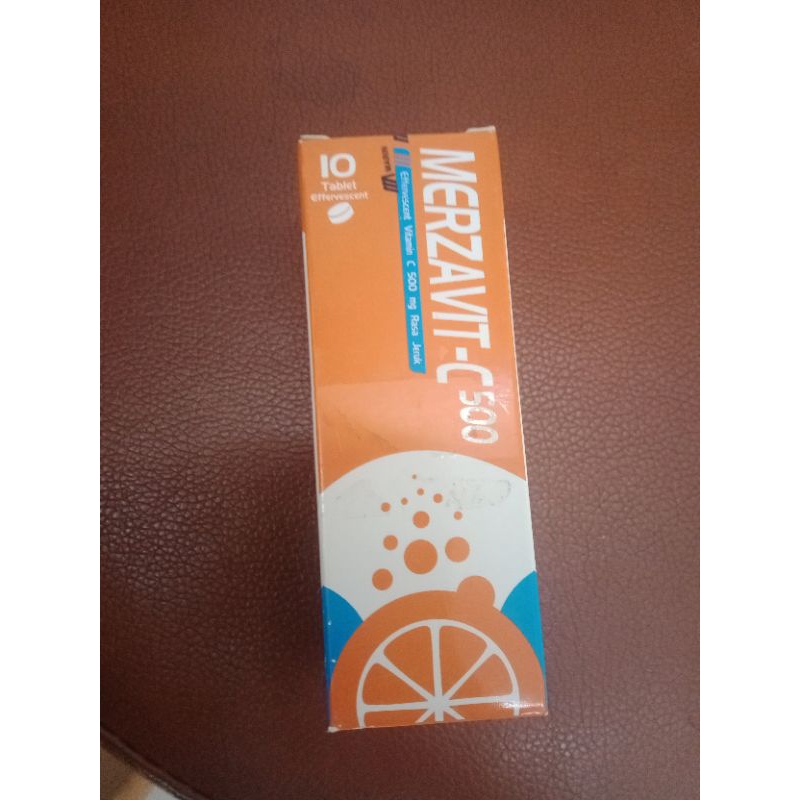 10
Tablet
Effervescent
MERZAVIT-C 500
Effervescent Vitamin C 500 mg Rasa Jeruk